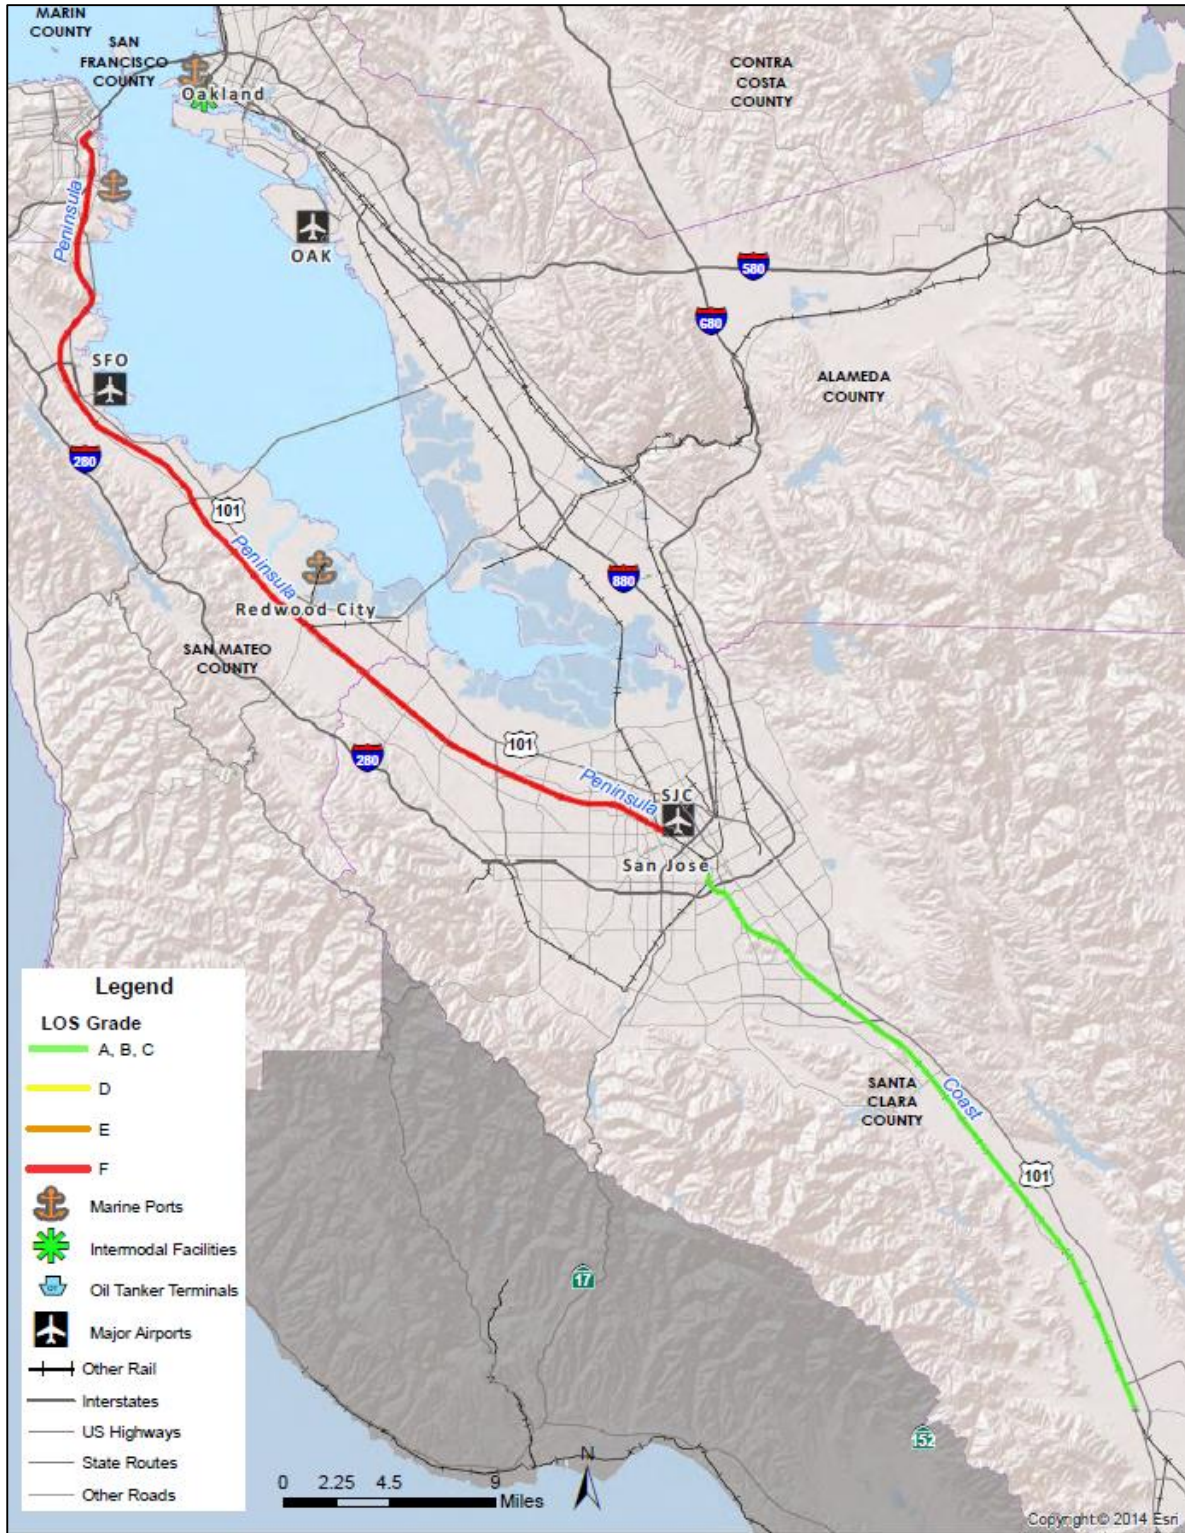 MARIN
COUNTY
SAN
FRANCISCO
COUNTY
Oakland
CONTRA
COSTA
COUNTY
Peninsula
OAK
580
680
SFO
ALAMEDA
COUNTY
280
101
Peninsula
880
Redwood City
SAN MATEO
COUNTY
101
280
Peninsula
SJC
San Jose
SANTA
CLARA
COUNTY
Coast
101
17
152
Legend
LOS Grade
A, B, C
D
E
F
Marine Ports
Intermodal Facilities
OT
Oil Tanker Terminals
Major Airports
Other Rail
Interstates
US Highways
State Routes
Other Roads
N
0 2.25 4.5 9
Miles
Copyright:© 2014 Esri